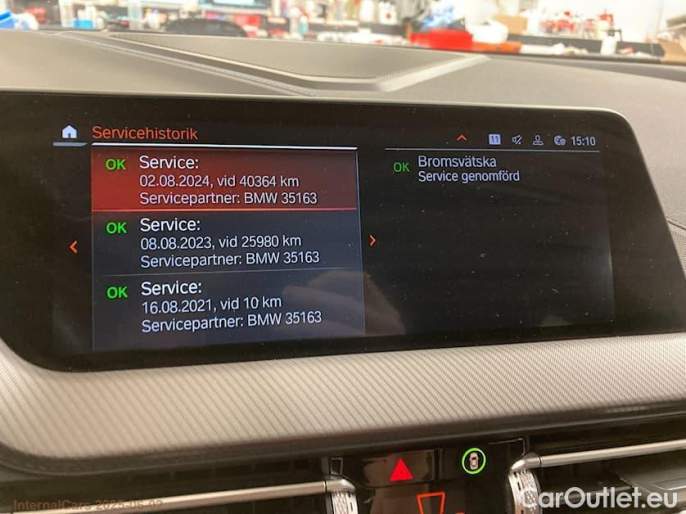 Servicehistorik
11
15:10
OK Service:
02.08.2024, vid 40364 km
Servicepartner: BMW 35163
OK Service:
08.08.2023, vid 25980 km
Servicepartner: BMW 35163
OK Service:
16.08.2021, vid 10 km
Servicepartner: BMW 35163
OK Bromsvätska
Service genomförd
InternalCars
CarOutlet.eu